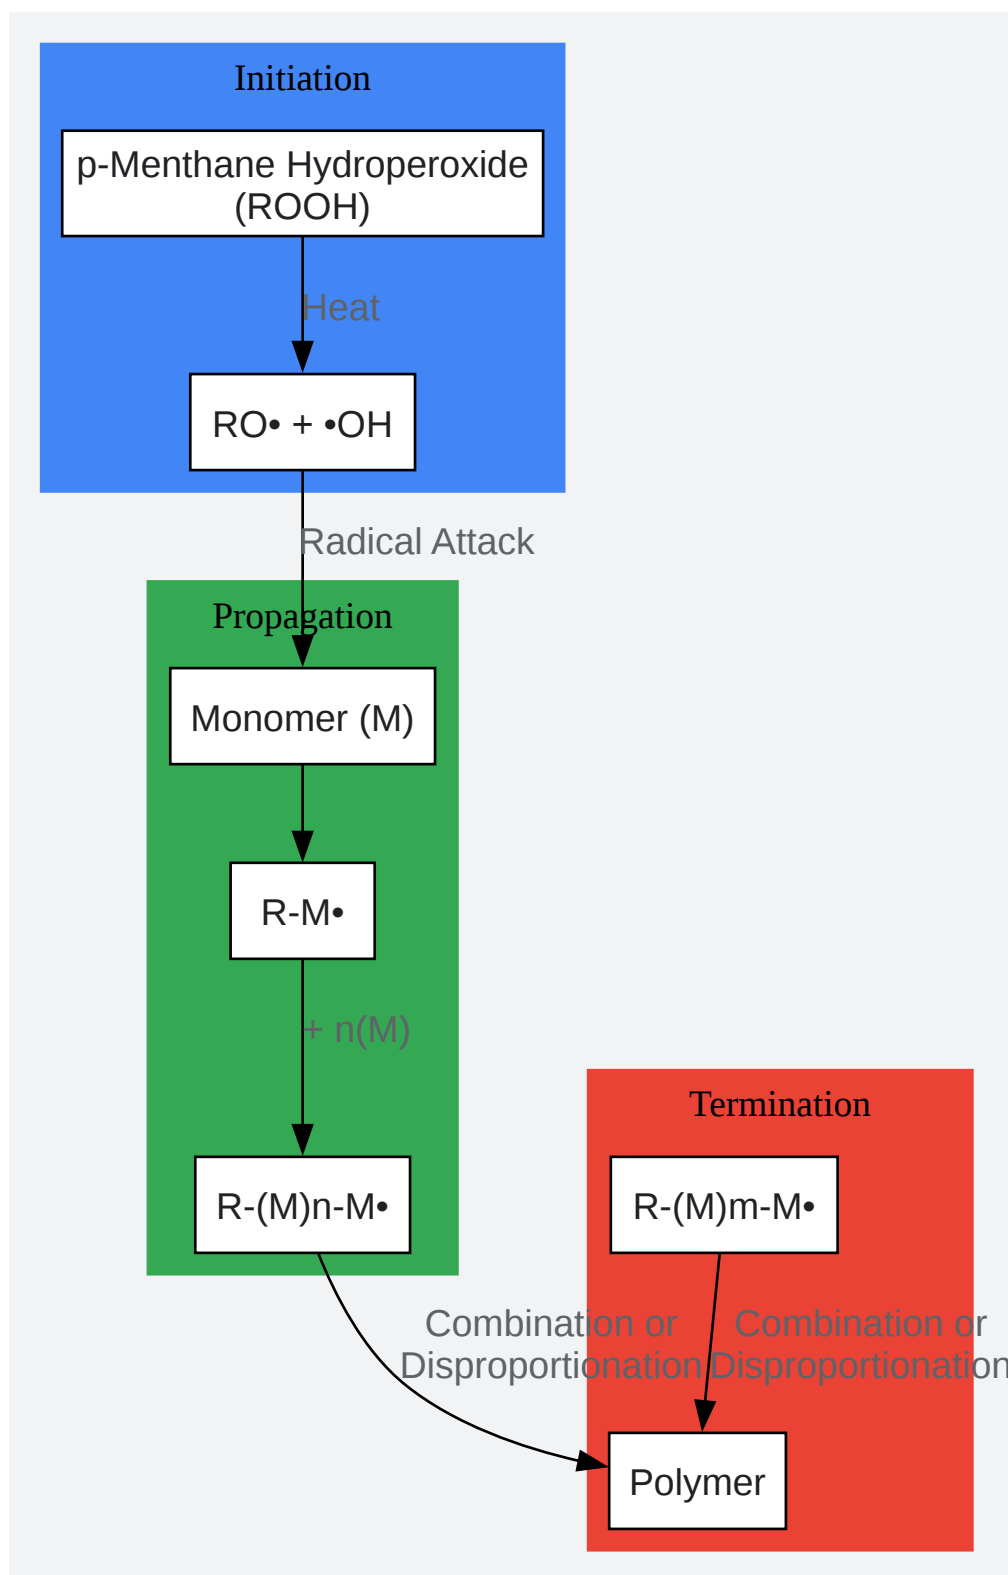 Initiation
p-Menthane Hydroperoxide
(ROOH)
Heat
RO• + •OH
Radical Attack
Propagation
Monomer (M)
R-M•
+ n(M)
R-(M)n-M•
Termination
R-(M)m-M•
Combination or
Disproportionation
Combination or
Disproportionation
Polymer